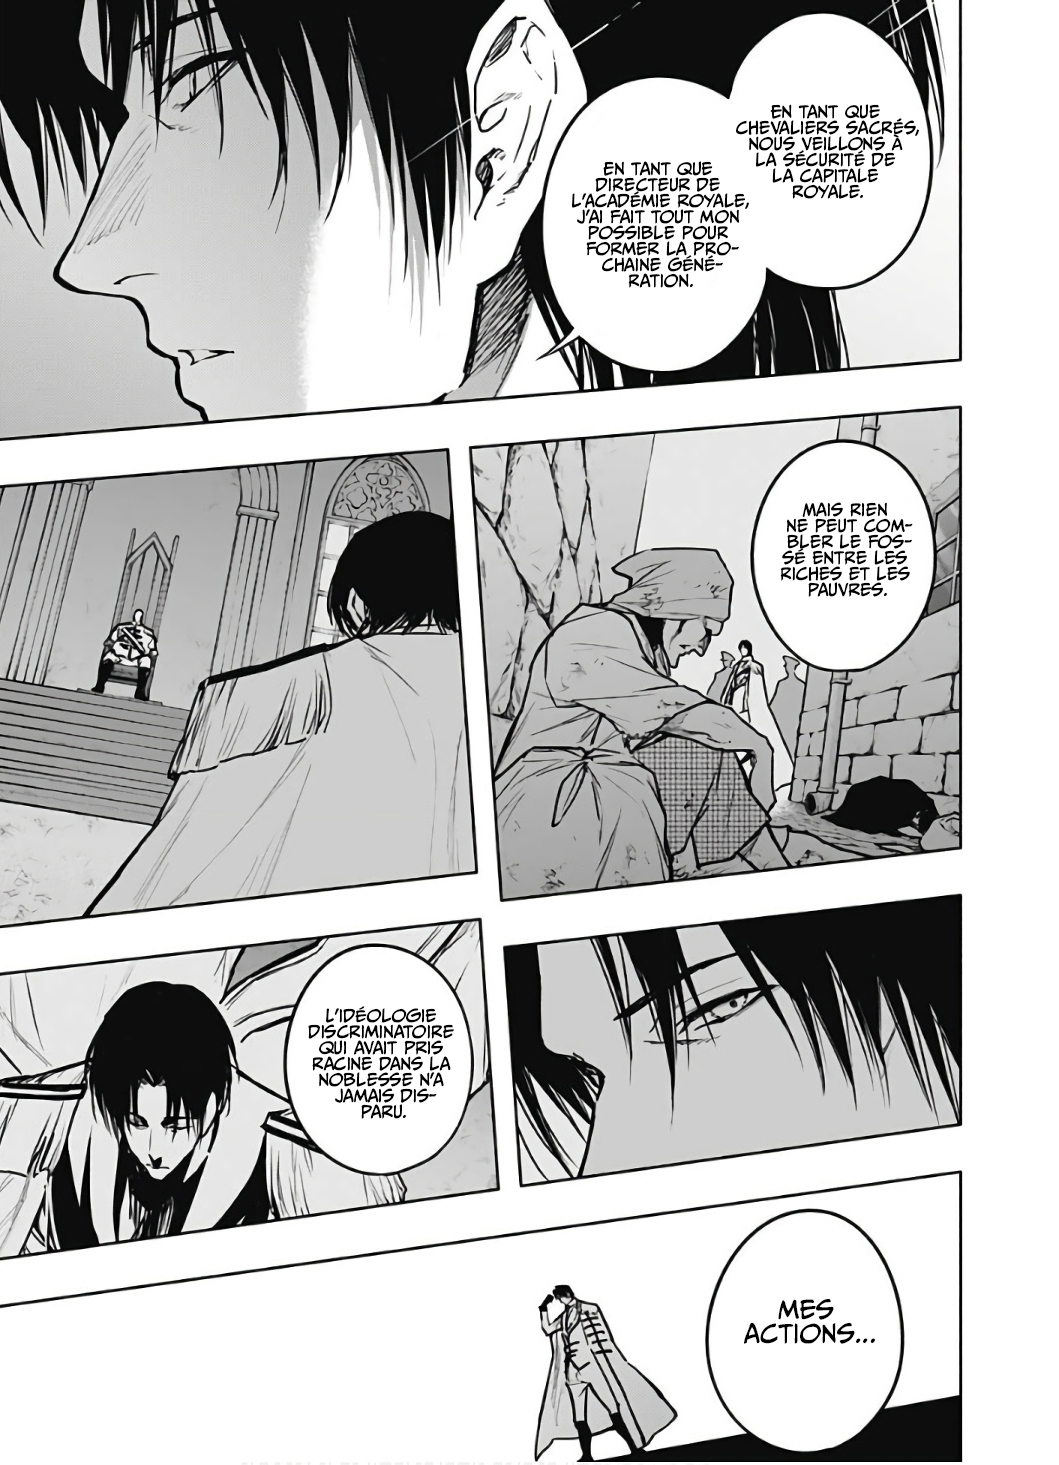 EN TANT QUE
CHEVALIERS SACRÉS,
NOUS VEILLONS À
LA SÉCURITÉ DE
LA CAPITALE
ROYALE.
EN TANT QUE
DIRECTEUR DE
L'ACADÉMIE ROYALE,
J'AI FAIT TOUT MON
POSSIBLE POUR
FORMER LA PRO-
CHAINE GÉNÉ-
RATION.
MAIS RIEN
NE PEUT COM-
BLER LE FOS-
SÉ ENTRE LES
RICHES ET LES
PAUVRES.
L'IDÉOLOGIE
DISCRIMINATOIRE
QUI AVAIT PRIS
RACINE DANS LA
NOBLESSE N'A
JAMAIS DIS-
PARU.
MES
ACTIONS...